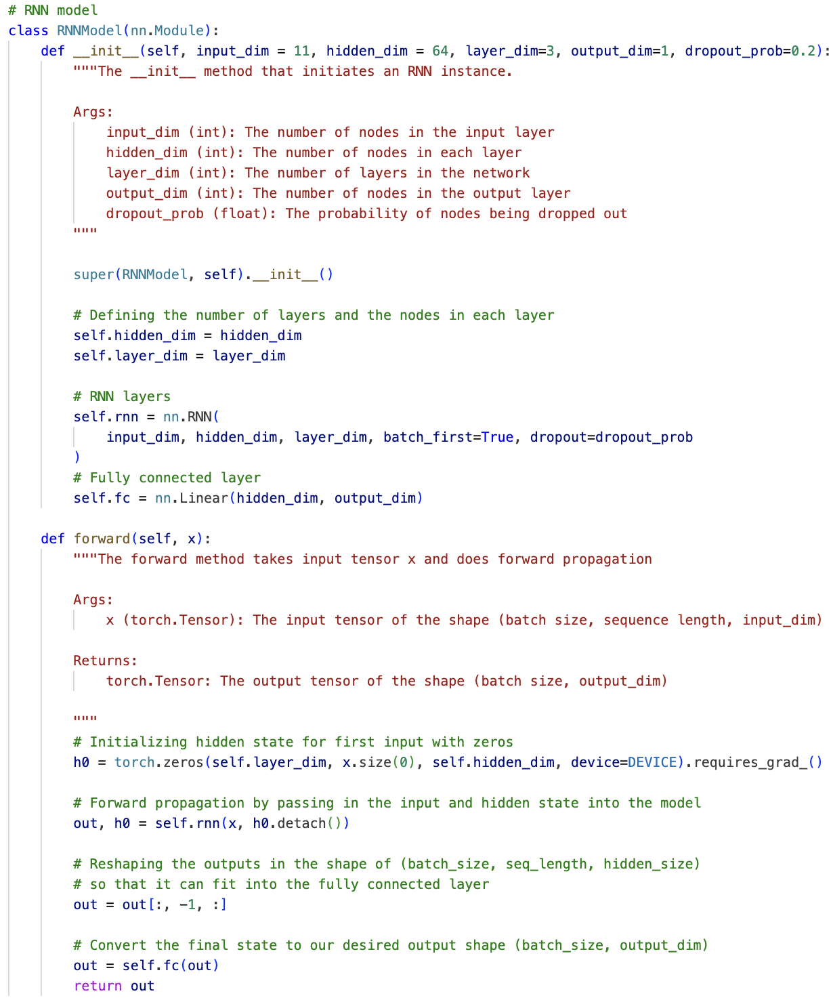 # RNN model
class RNNModel(nn.Module):
    def __init__(self, input_dim = 11, hidden_dim = 64, layer_dim=3, output_dim=1, dropout_prob=0.2):
        """The __init__ method that initiates an RNN instance.

        Args:
            input_dim (int): The number of nodes in the input layer
            hidden_dim (int): The number of nodes in each layer
            layer_dim (int): The number of layers in the network
            output_dim (int): The number of nodes in the output layer
            dropout_prob (float): The probability of nodes being dropped out
        """

        super(RNNModel, self).__init__()

        # Defining the number of layers and the nodes in each layer
        self.hidden_dim = hidden_dim
        self.layer_dim = layer_dim

        # RNN layers
        self.rnn = nn.RNN(
            input_dim, hidden_dim, layer_dim, batch_first=True, dropout=dropout_prob
        )
        # Fully connected layer
        self.fc = nn.Linear(hidden_dim, output_dim)

    def forward(self, x):
        """The forward method takes input tensor x and does forward propagation

        Args:
            x (torch.Tensor): The input tensor of the shape (batch size, sequence length, input_dim)

        Returns:
            torch.Tensor: The output tensor of the shape (batch size, output_dim)

        """
        # Initializing hidden state for first input with zeros
        h0 = torch.zeros(self.layer_dim, x.size(0), self.hidden_dim, device=DEVICE).requires_grad_()

        # Forward propagation by passing in the input and hidden state into the model
        out, h0 = self.rnn(x, h0.detach())

        # Reshaping the outputs in the shape of (batch_size, seq_length, hidden_size)
        # so that it can fit into the fully connected layer
        out = out[:, -1, :]

        # Convert the final state to our desired output shape (batch_size, output_dim)
        out = self.fc(out)
        return out